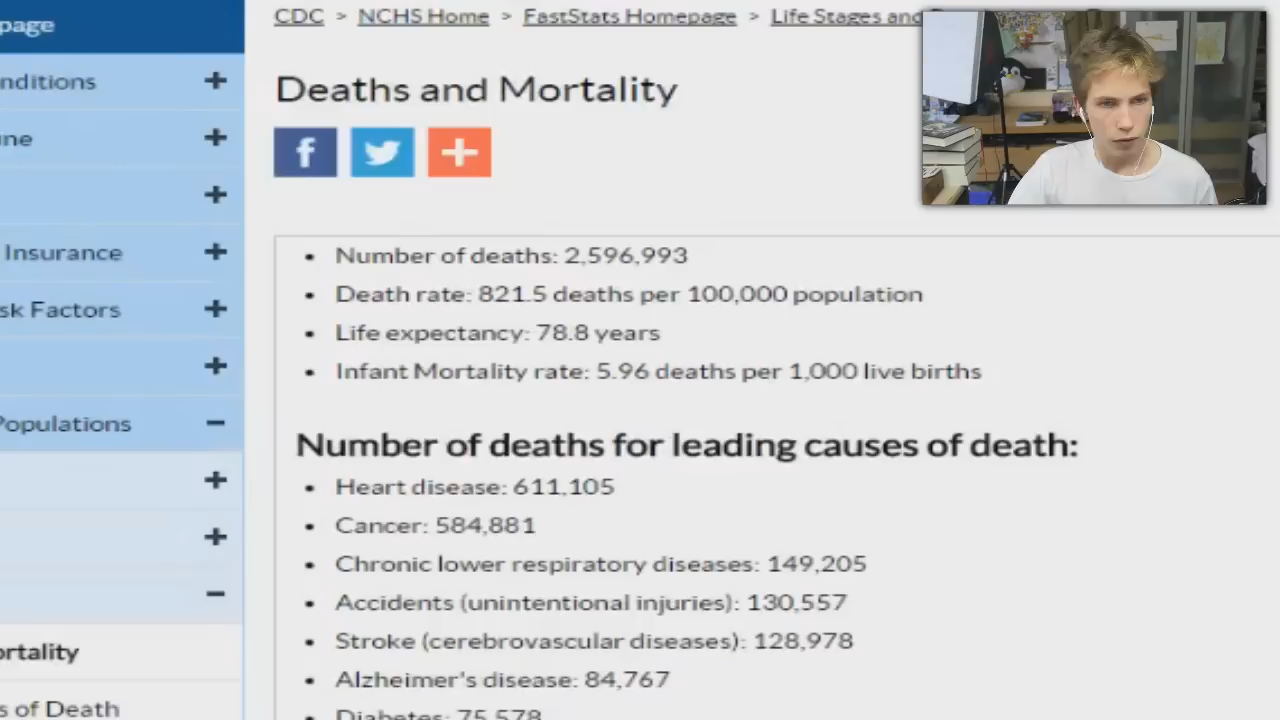 page
CDC > NCHS Home > FastStats Homepage > Life Stages and
nditions +
ne +
+
Insurance +
sk Factors +
+
Populations −
+
+
−
ortality
s of Death
Deaths and Mortality
f
+
• Number of deaths: 2,596,993
• Death rate: 821.5 deaths per 100,000 population
• Life expectancy: 78.8 years
• Infant Mortality rate: 5.96 deaths per 1,000 live births
Number of deaths for leading causes of death:
• Heart disease: 611,105
• Cancer: 584,881
• Chronic lower respiratory diseases: 149,205
• Accidents (unintentional injuries): 130,557
• Stroke (cerebrovascular diseases): 128,978
• Alzheimer's disease: 84,767
• Diabetes: 75,578